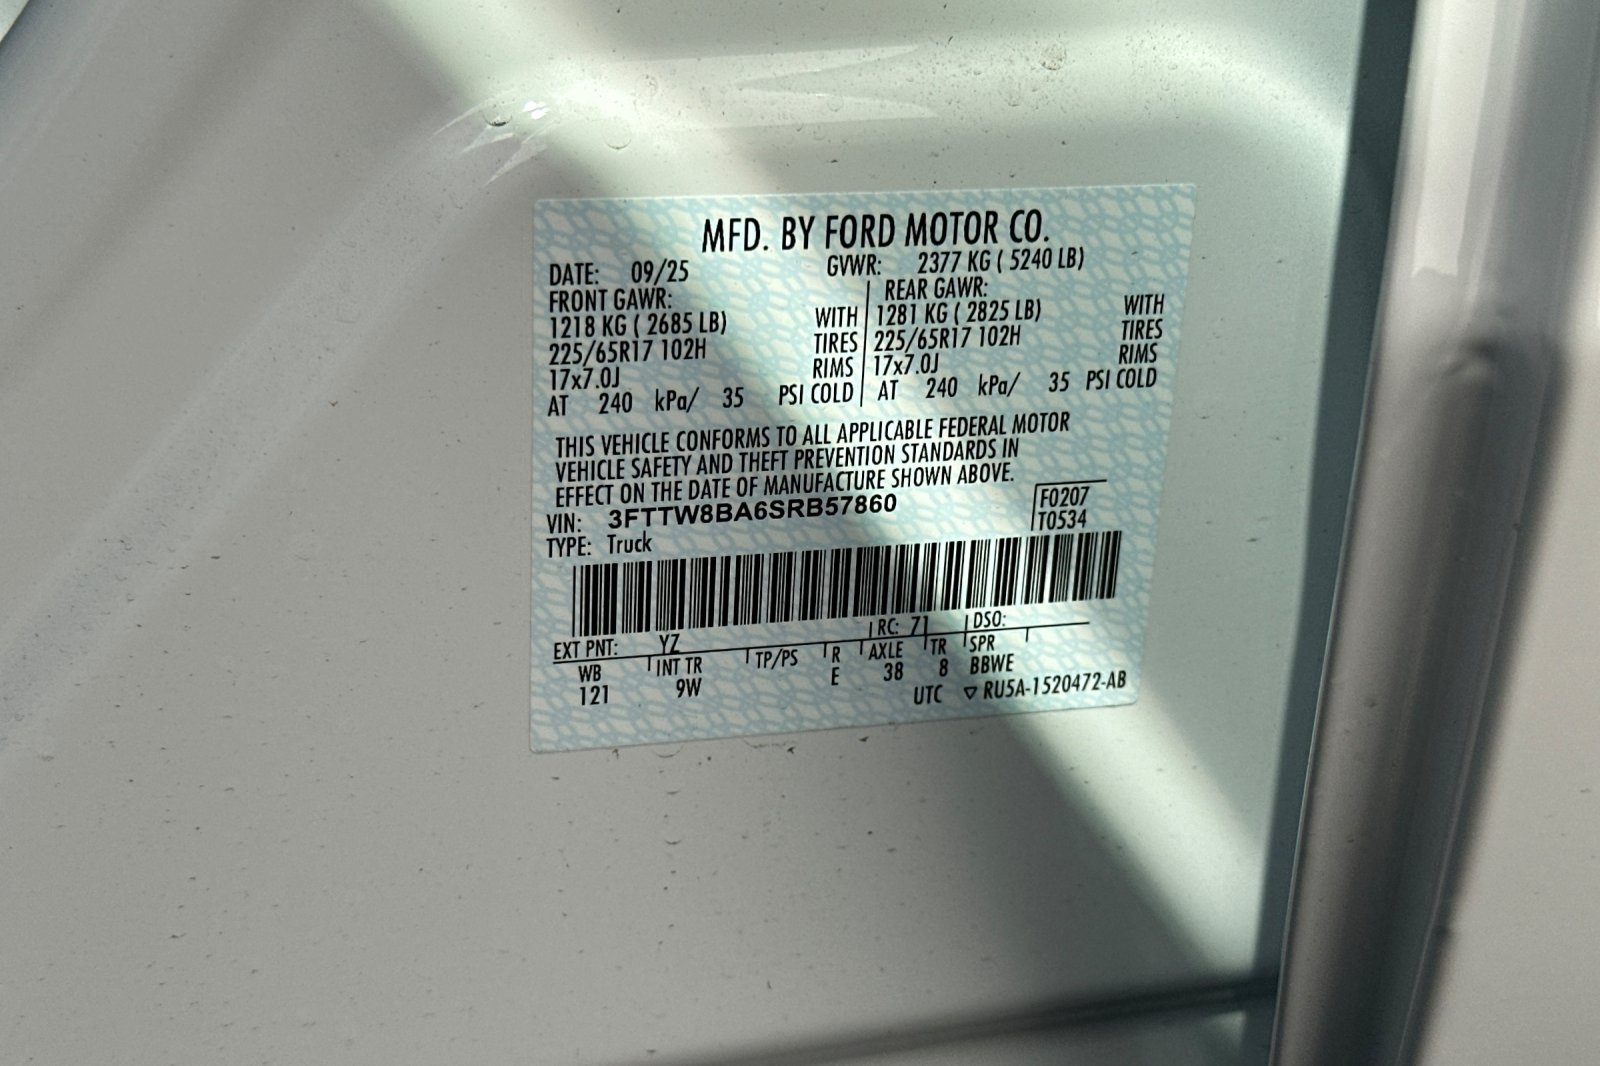 MFD. BY FORD MOTOR CO.
DATE: 09/25 GVWR: 2377 KG ( 5240 LB)
FRONT GAWR: REAR GAWR:
1218 KG ( 2685 LB) WITH 1281 KG ( 2825 LB) WITH
225/65R17 102H TIRES 225/65R17 102H TIRES
17x7.0J RIMS 17x7.0J RIMS
AT 240 kPa/ 35 PSI COLD AT 240 kPa/ 35 PSI COLD
THIS VEHICLE CONFORMS TO ALL APPLICABLE FEDERAL MOTOR
VEHICLE SAFETY AND THEFT PREVENTION STANDARDS IN
EFFECT ON THE DATE OF MANUFACTURE SHOWN ABOVE.
VIN: 3FTTW8BA6SRB57860 F0207
TYPE: Truck T0534
EXT PNT: YZ RC: 71 DSO:
WB INT TR TP/PS R AXLE TR SPR
121 9W E 38 8 BBWE
UTC ▽ RU5A-1520472-AB